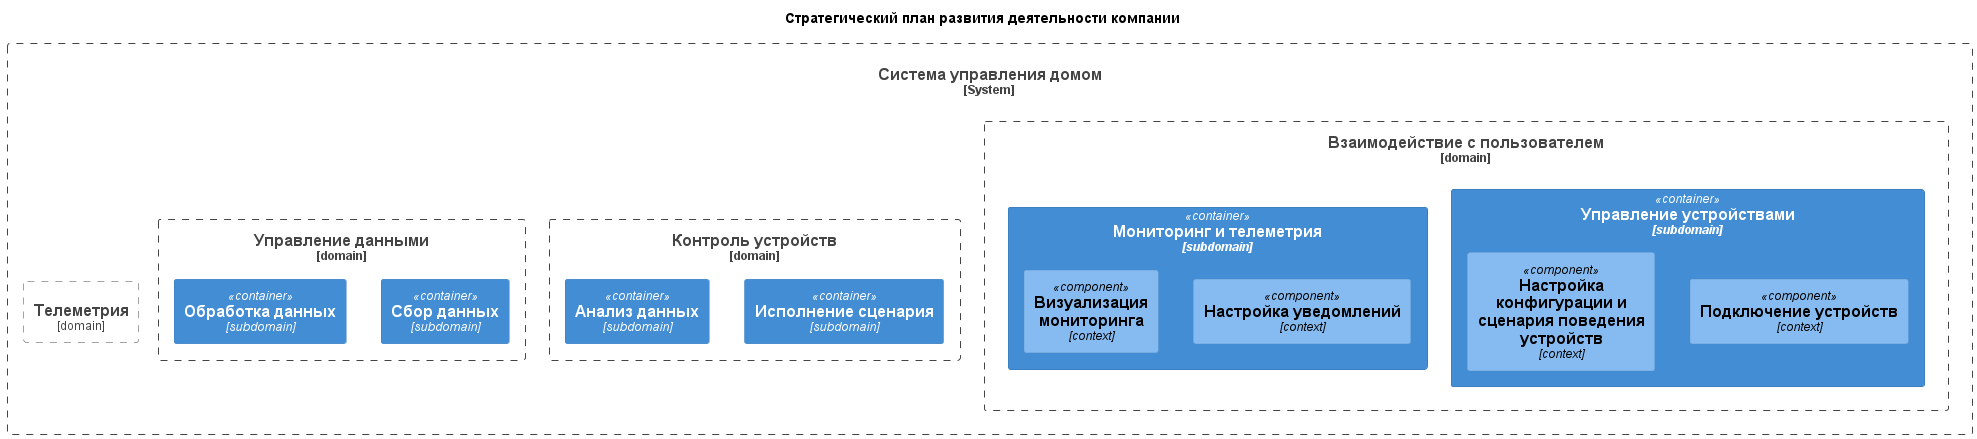 Стратегический план развития деятельности компании
Система управления домом
[System]
Телеметрия
[domain]
Управление данными
[domain]
«container»
Обработка данных
[subdomain]
«container»
Сбор данных
[subdomain]
Контроль устройств
[domain]
«container»
Анализ данных
[subdomain]
«container»
Исполнение сценария
[subdomain]
Взаимодействие с пользователем
[domain]
«container»
Мониторинг и телеметрия
[subdomain]
«component»
Визуализация
мониторинга
[context]
«component»
Настройка уведомлений
[context]
«container»
Управление устройствами
[subdomain]
«component»
Настройка
конфигурации и
сценария поведения
устройств
[context]
«component»
Подключение устройств
[context]